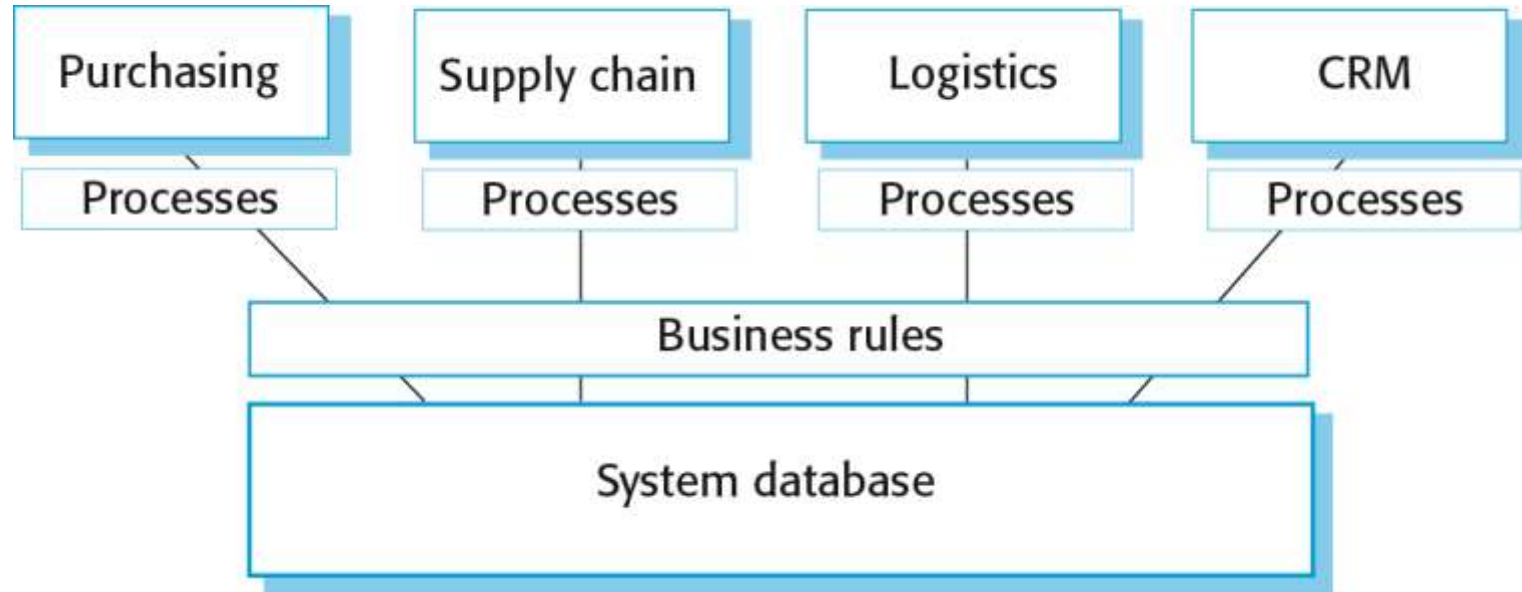 Purchasing
Supply chain
Logistics
CRM
Processes
Processes
Processes
Processes
Business rules
System database